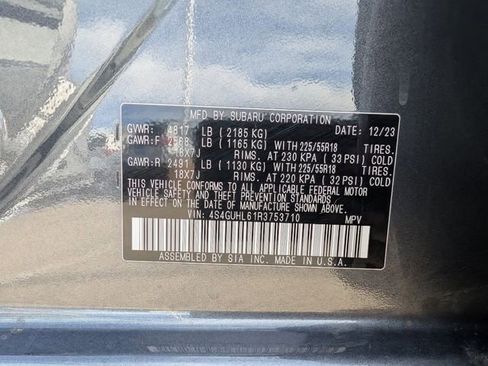 MFD BY SUBARU CORPORATION
GVWR: 4817 LB (2185 KG) DATE: 12/23
GAWR:F 2568 LB (1165 KG) WITH 225/55R18 TIRES.
18X7J RIMS. AT 230 KPA ( 33 PSI) COLD
GAWR:R 2491 LB (1130 KG) WITH 225/55R18 TIRES.
18X7J RIMS. AT 220 KPA ( 32 PSI) COLD
THIS VEHICLE CONFORMS TO ALL APPLICABLE FEDERAL MOTOR
VEHICLE SAFETY AND THEFT PREVENTION STANDARDS IN EFFECT
ON THE DATE OF MANUFACTURE SHOWN ABOVE.
VIN: 4S4GUHL61R3753710 MPV
ASSEMBLED BY SIA INC. MADE IN U.S.A.